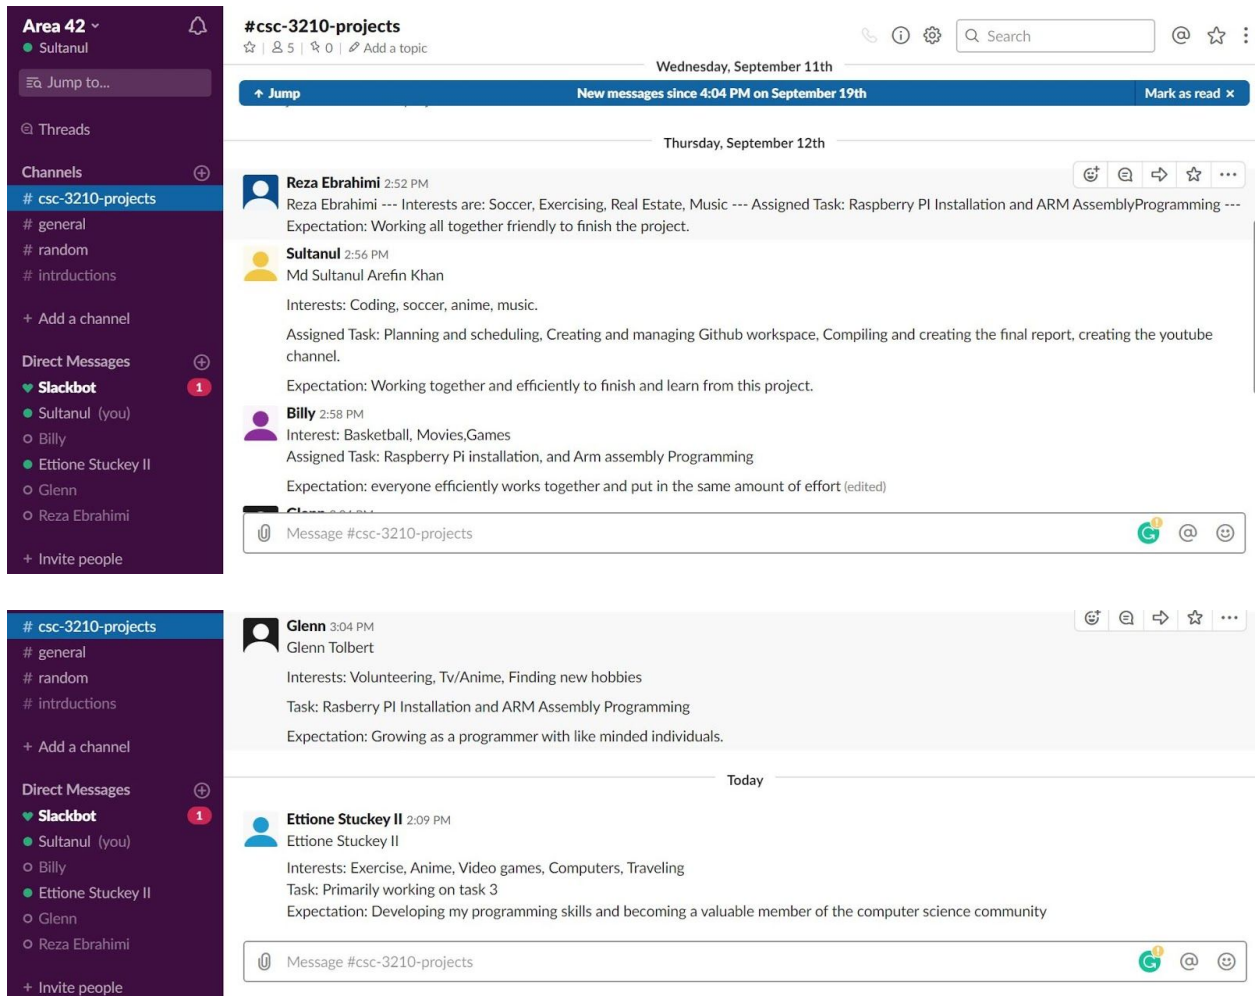 Area 42
Sultanul
Jump to...
Threads
Channels
# csc-3210-projects
# general
# random
# intrductions
+ Add a channel
Direct Messages
Slackbot 1
Sultanul (you)
Billy
Ettione Stuckey II
Glenn
Reza Ebrahimi
+ Invite people
#csc-3210-projects
5 | 0 | Add a topic
Search
Wednesday, September 11th
Jump New messages since 4:04 PM on September 19th Mark as read ×
Thursday, September 12th
Reza Ebrahimi 2:52 PM
Reza Ebrahimi --- Interests are: Soccer, Exercising, Real Estate, Music --- Assigned Task: Raspberry PI Installation and ARM AssemblyProgramming ---
Expectation: Working all together friendly to finish the project.
Sultanul 2:56 PM
Md Sultanul Arefin Khan
Interests: Coding, soccer, anime, music.
Assigned Task: Planning and scheduling, Creating and managing Github workspace, Compiling and creating the final report, creating the youtube
channel.
Expectation: Working together and efficiently to finish and learn from this project.
Billy 2:58 PM
Interest: Basketball, Movies,Games
Assigned Task: Raspberry Pi installation, and Arm assembly Programming
Expectation: everyone efficiently works together and put in the same amount of effort (edited)
Message #csc-3210-projects
# csc-3210-projects
# general
# random
# intrductions
+ Add a channel
Direct Messages
Slackbot 1
Sultanul (you)
Billy
Ettione Stuckey II
Glenn
Reza Ebrahimi
+ Invite people
Glenn 3:04 PM
Glenn Tolbert
Interests: Volunteering, Tv/Anime, Finding new hobbies
Task: Rasberry PI Installation and ARM Assembly Programming
Expectation: Growing as a programmer with like minded individuals.
Today
Ettione Stuckey II 2:09 PM
Ettione Stuckey II
Interests: Exercise, Anime, Video games, Computers, Traveling
Task: Primarily working on task 3
Expectation: Developing my programming skills and becoming a valuable member of the computer science community
Message #csc-3210-projects